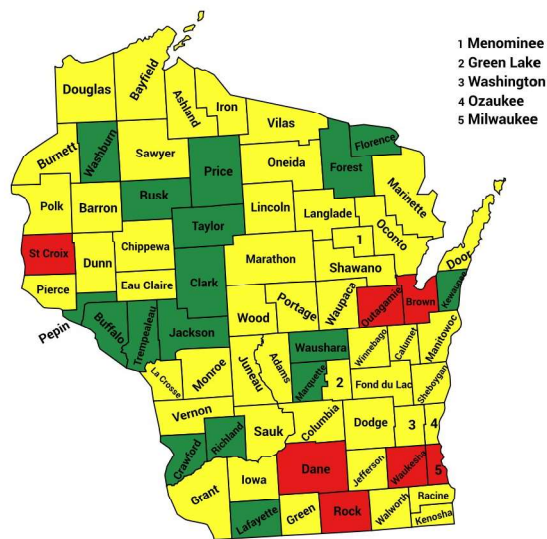 1 Menominee
2 Green Lake
3 Washington
4 Ozaukee
5 Milwaukee
Douglas
Bayfield
Ashland
Iron
Vilas
Burnett
Washburn
Sawyer
Price
Oneida
Forest
Florence
Marinette
Polk
Barron
Rusk
Taylor
Lincoln
Langlade
Oconto
Door
St Croix
Dunn
Chippewa
Marathon
1
Shawano
Pierce
Eau Claire
Clark
Pepin
Buffalo
Trempealeau
Jackson
Wood
Portage
Waupaca
Outagamie
Brown
Kewaunee
Waushara
Winnebago
Calumet
Manitowoc
La Crosse
Monroe
Juneau
Adams
Marquette
2
Fond du Lac
Sheboygan
Vernon
Sauk
Columbia
Dodge
3
4
Crawford
Richland
Dane
Jefferson
Waukesha
5
Grant
Iowa
Lafayette
Green
Rock
Walworth
Racine
Kenosha